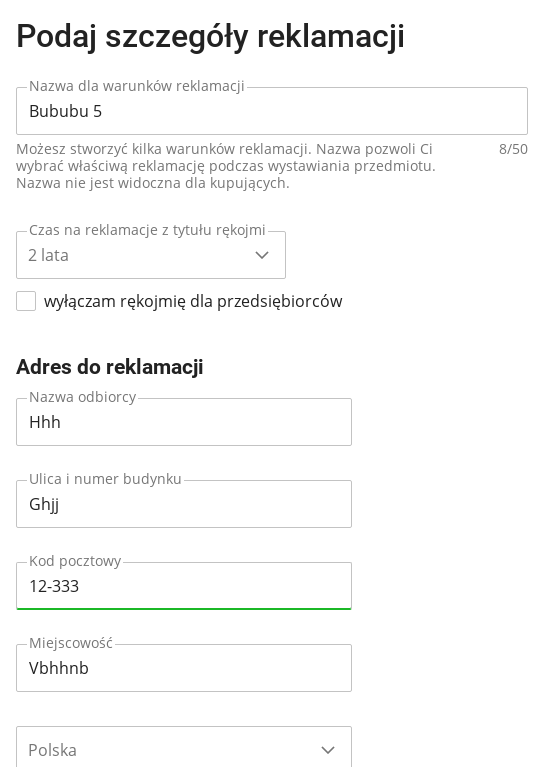 Podaj szczegóły reklamacji
Nazwa dla warunków reklamacji
Bububu 5
Możesz stworzyć kilka warunków reklamacji. Nazwa pozwoli Ci
8/50
wybrać właściwą reklamację podczas wystawiania przedmiotu.
Nazwa nie jest widoczna dla kupujących.
Czas na reklamacje z tytułu rękojmi
2 lata
wyłączam rękojmię dla przedsiębiorców
Adres do reklamacji
Nazwa odbiorcy
Hhh
Ulica i numer budynku
Ghjj
Kod pocztowy
12-333
Miejscowość
Vbhhnb
Polska